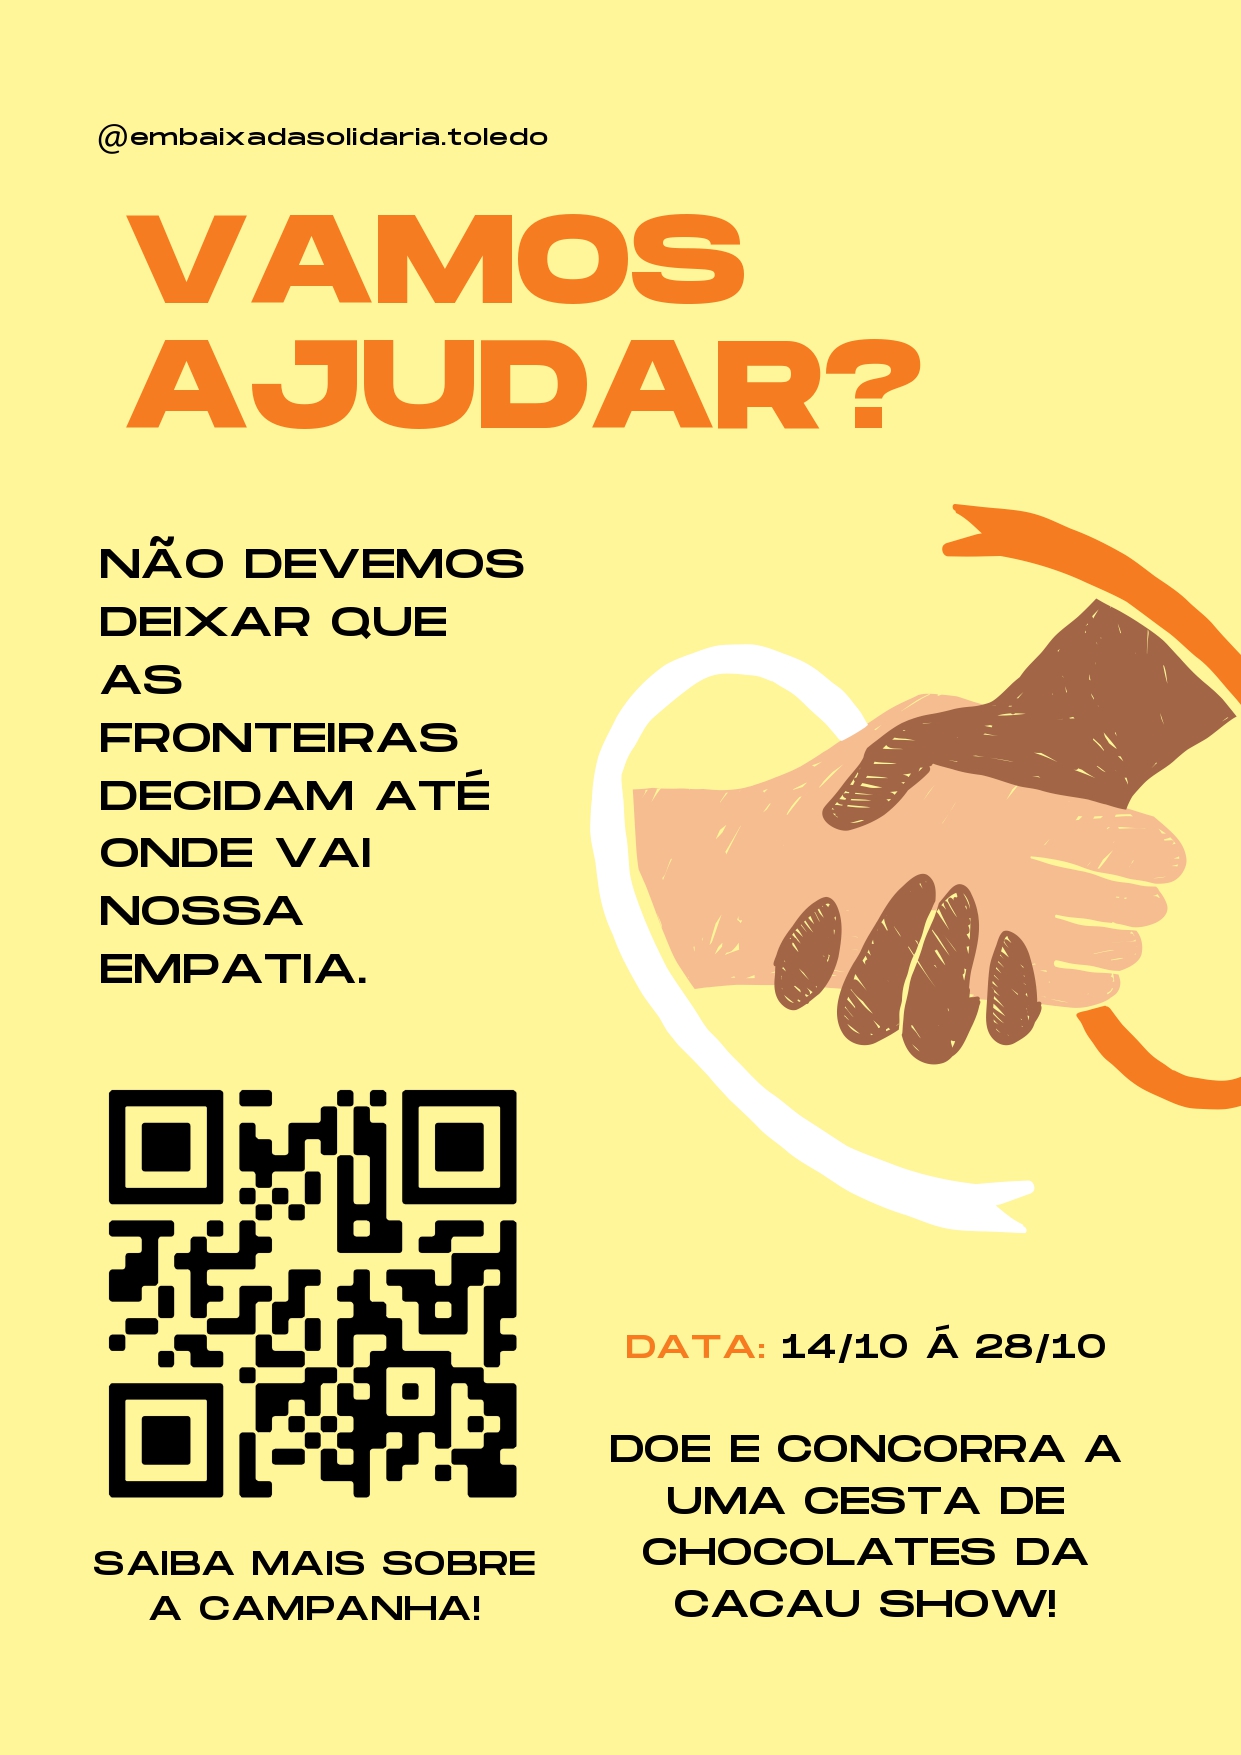 @embaixadasolidaria.toledo
VAMOS
AJUDAR?
NÃO DEVEMOS
DEIXAR QUE
AS
FRONTEIRAS
DECIDAM ATÉ
ONDE VAI
NOSSA
EMPATIA.
DATA: 14/10 Á 28/10
DOE E CONCORRA A
UMA CESTA DE
CHOCOLATES DA
CACAU SHOW!
SAIBA MAIS SOBRE
A CAMPANHA!